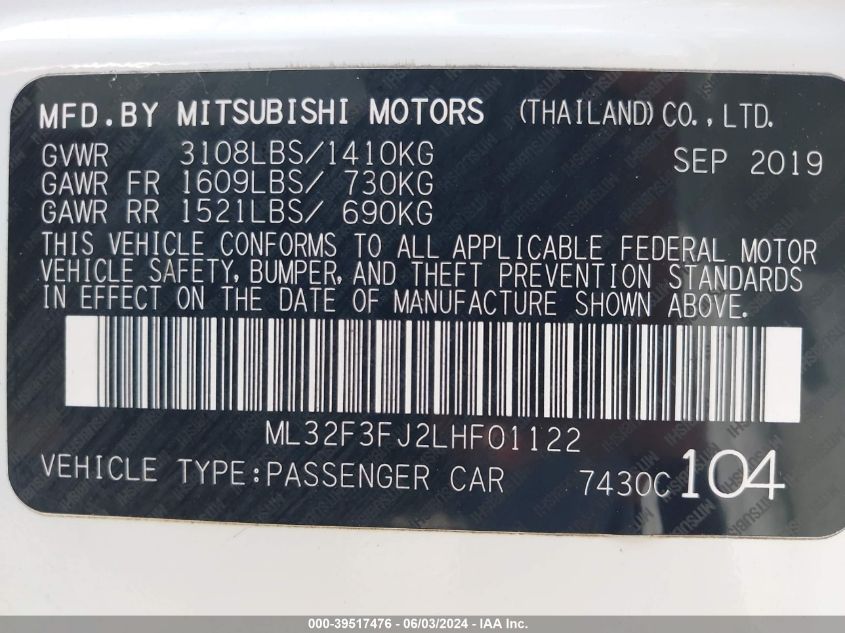 MFD.BY MITSUBISHI MOTORS (THAILAND)CO.,LTD.
GVWR 3108LBS/1410KG SEP 2019
GAWR FR 1609LBS/ 730KG
GAWR RR 1521LBS/ 690KG
THIS VEHICLE CONFORMS TO ALL APPLICABLE FEDERAL MOTOR
VEHICLE SAFETY, BUMPER, AND THEFT PREVENTION STANDARDS
IN EFFECT ON THE DATE OF MANUFACTURE SHOWN ABOVE.
ML32F3FJ2LHF01122
VEHICLE TYPE:PASSENGER CAR 7430C 104
000-39517476 - 06/03/2024 - IAA Inc.